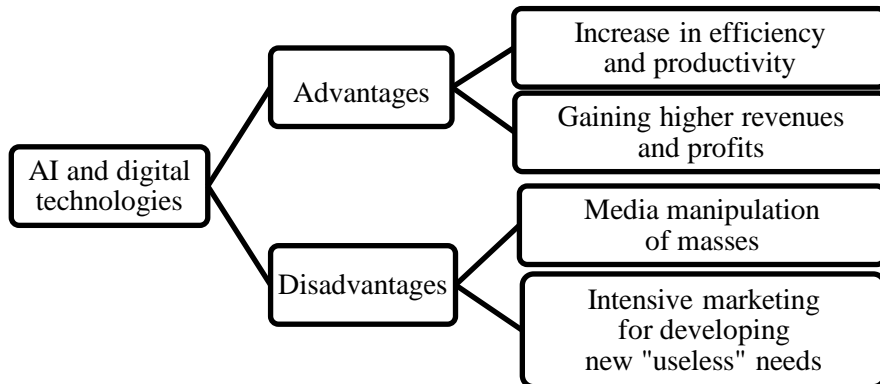 AI and digital
technologies
Advantages
Increase in efficiency
and productivity
Gaining higher revenues
and profits
Disadvantages
Media manipulation
of masses
Intensive marketing
for developing
new "useless" needs